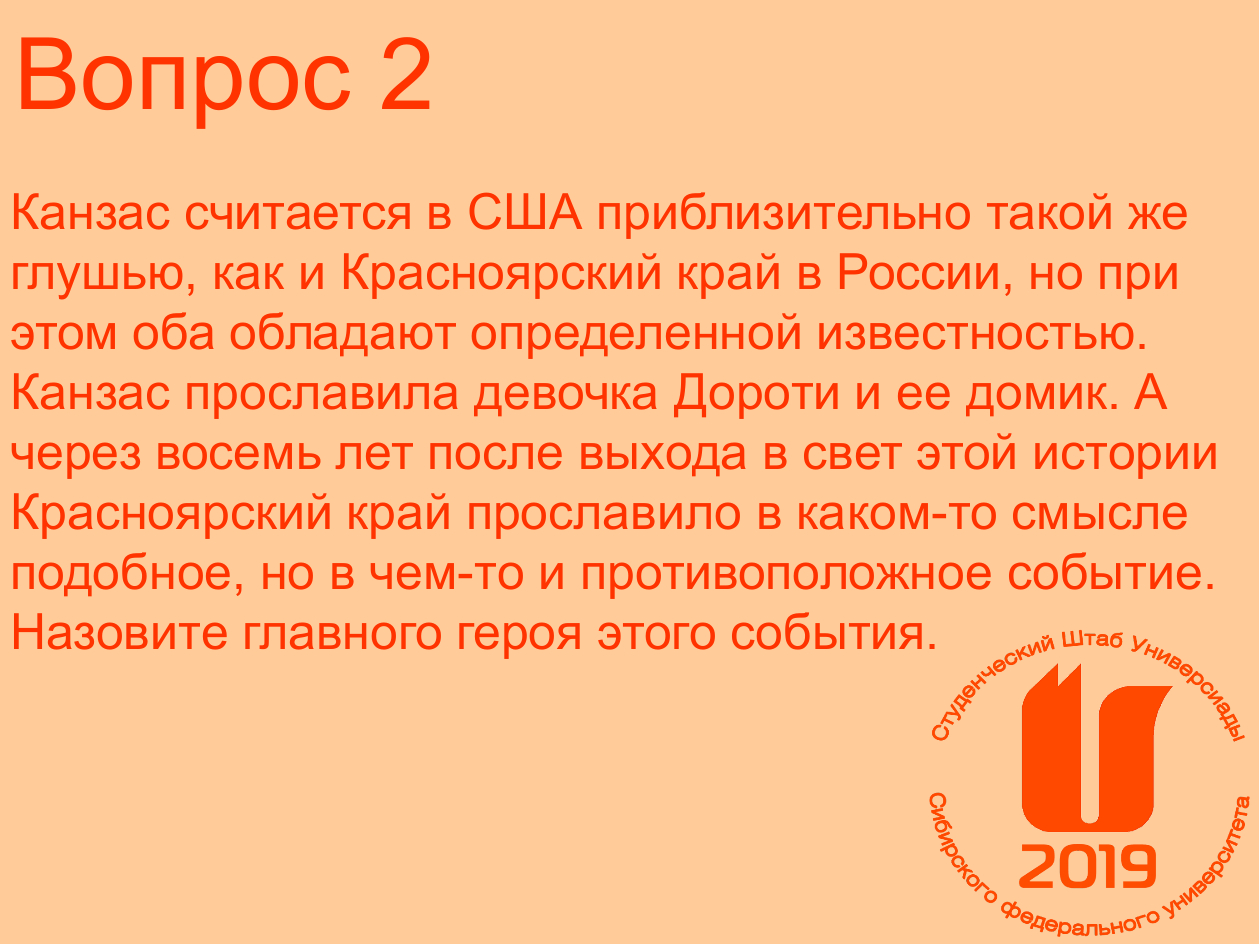 Вопрос 2
Канзас считается в США приблизительно такой же
глушью, как и Красноярский край в России, но при
этом оба обладают определенной известностью.
Канзас прославила девочка Дороти и ее домик. А
через восемь лет после выхода в свет этой истории
Красноярский край прославило в каком-то смысле
подобное, но в чем-то и противоположное событие.
Назовите главного героя этого события.
Студенческий Штаб Универсиады
2019
Сибирского федерального университета